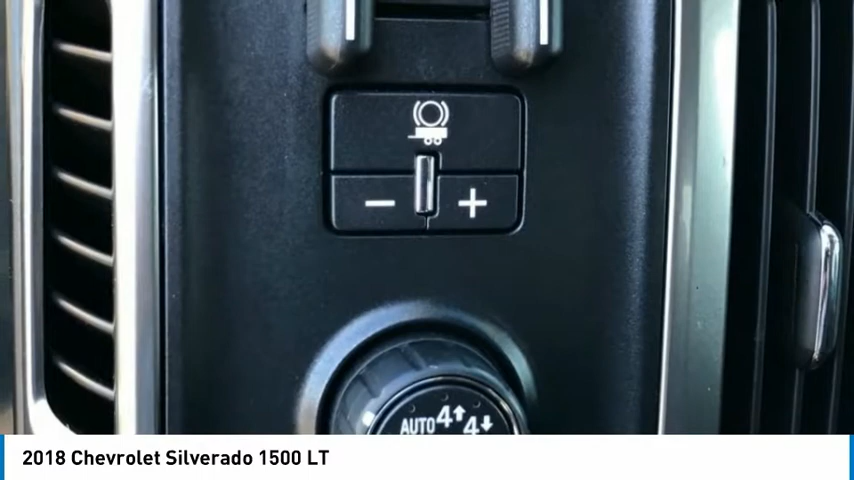 − +
AUTO 4↑ 4↓
2018 Chevrolet Silverado 1500 LT